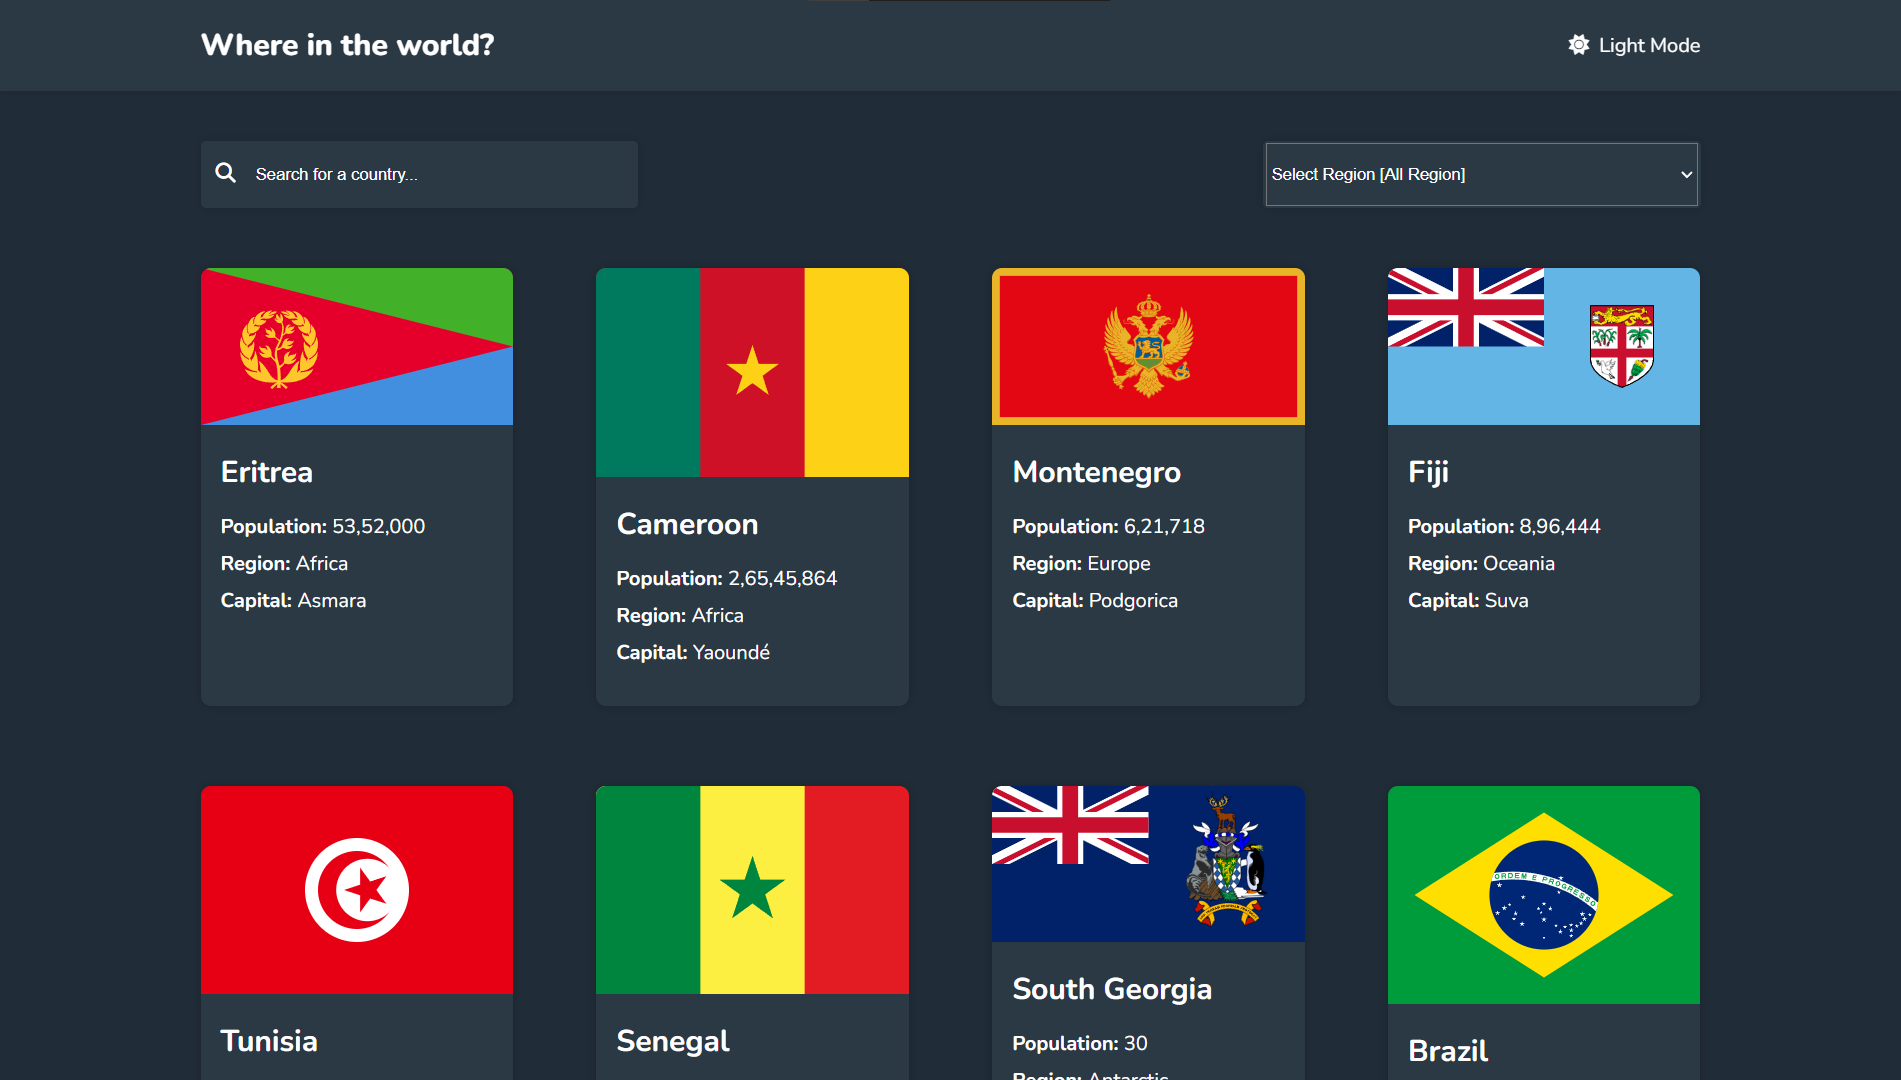 Where in the world?
Light Mode
Search for a country...
Select Region [All Region]
Eritrea
Population: 53,52,000
Region: Africa
Capital: Asmara
Cameroon
Population: 2,65,45,864
Region: Africa
Capital: Yaoundé
Montenegro
Population: 6,21,718
Region: Europe
Capital: Podgorica
Fiji
Population: 8,96,444
Region: Oceania
Capital: Suva
Tunisia
Senegal
South Georgia
Population: 30
Region: Antarctic
ORDEM E PROGRESSO
Brazil